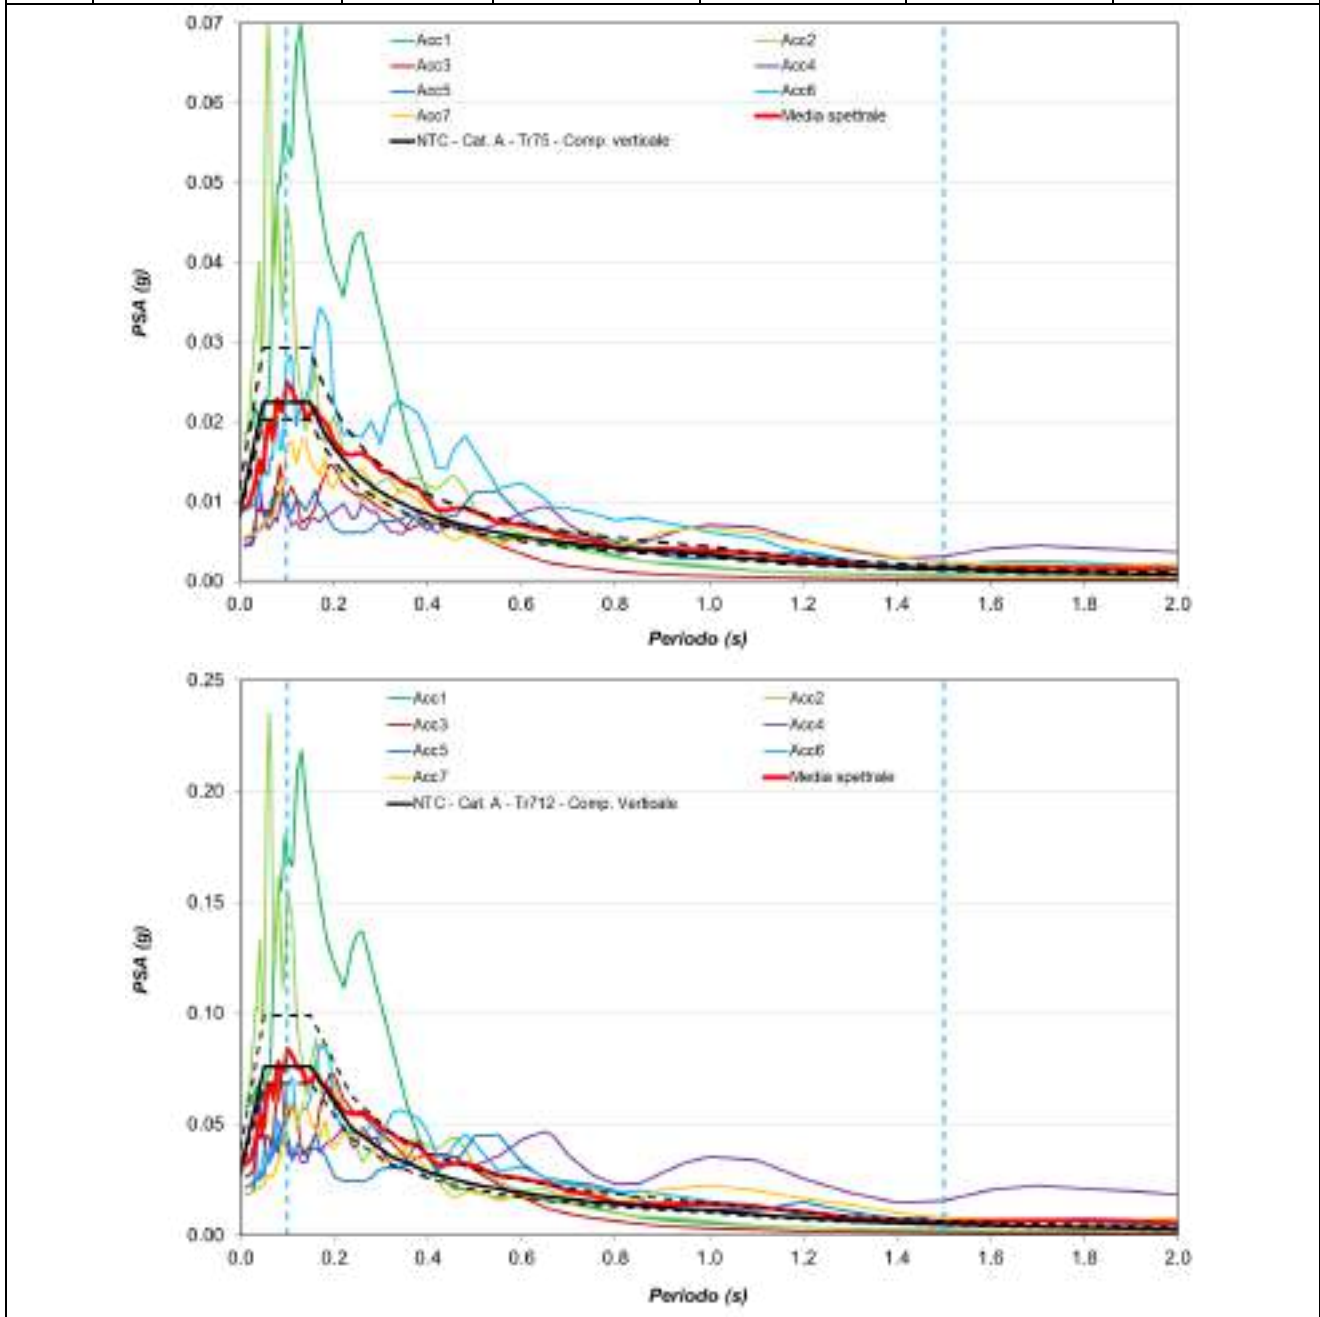 0.07
Acc1 Acc2
Acc3 Acc4
0.06
Acc5 Acc6
Acc7 Media spettrale
NTC - Cat. A - Tr75 - Comp. verticale
0.05
0.04
PSA (g)
0.03
0.02
0.01
0.00
0.0 0.2 0.4 0.6 0.8 1.0 1.2 1.4 1.6 1.8 2.0
Periodo (s)
0.25
Acc1 Acc2
Acc3 Acc4
Acc5 Acc6
Acc7 Media spettrale
0.20
NTC - Cat. A - Tr712 - Comp. Verticale
0.15
PSA (g)
0.10
0.05
0.00
0.0 0.2 0.4 0.6 0.8 1.0 1.2 1.4 1.6 1.8 2.0
Periodo (s)